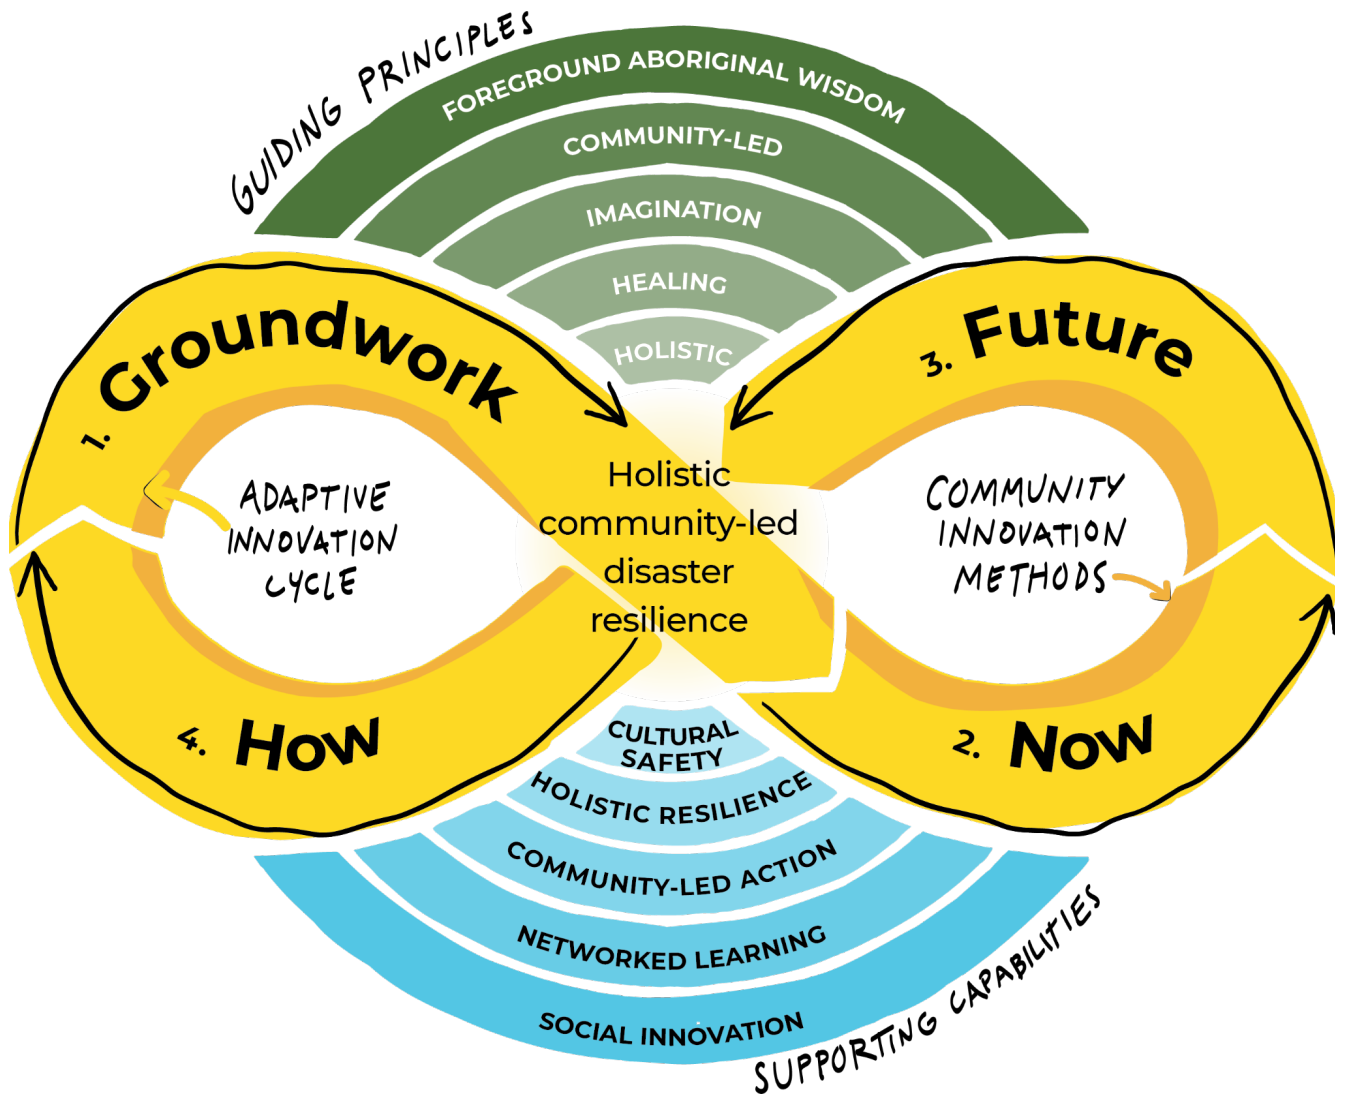 GUIDING PRINCIPLES
FOREGROUND ABORIGINAL WISDOM
COMMUNITY-LED
IMAGINATION
HEALING
HOLISTIC
1. Groundwork
3. Future
ADAPTIVE
INNOVATION
CYCLE
Holistic
community-led
disaster
resilience
COMMUNITY
INNOVATION
METHODS
4. How
2. Now
CULTURAL
SAFETY
HOLISTIC RESILIENCE
COMMUNITY-LED ACTION
NETWORKED LEARNING
SOCIAL INNOVATION
SUPPORTING CAPABILITIES